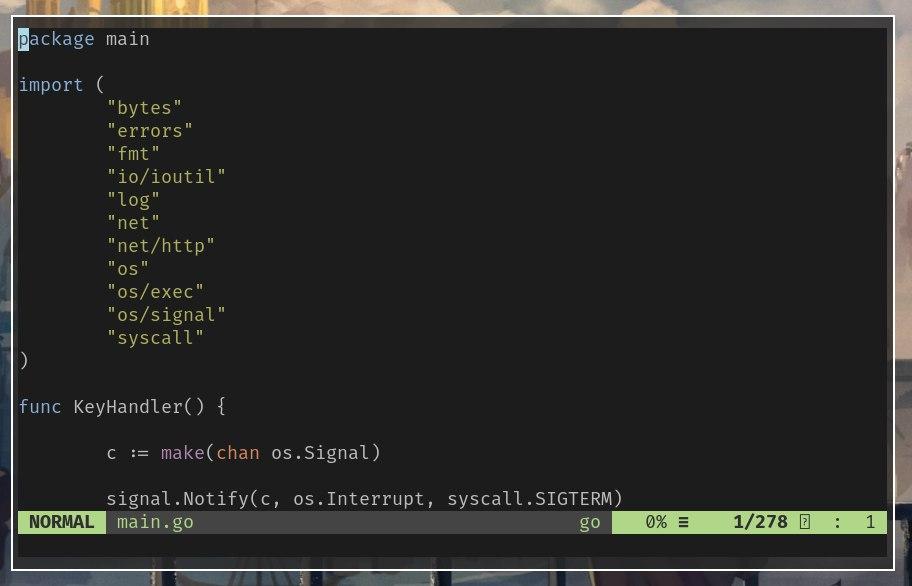 package main
import (
"bytes"
"errors"
"fmt"
"io/ioutil"
"log"
"net"
"net/http"
"os"
"os/exec"
"os/signal"
"syscall"
)
func KeyHandler() {
c := make(chan os.Signal)
signal.Notify(c, os.Interrupt, syscall.SIGTERM)
NORMAL main.go go 0% ≡ 1/278 : 1